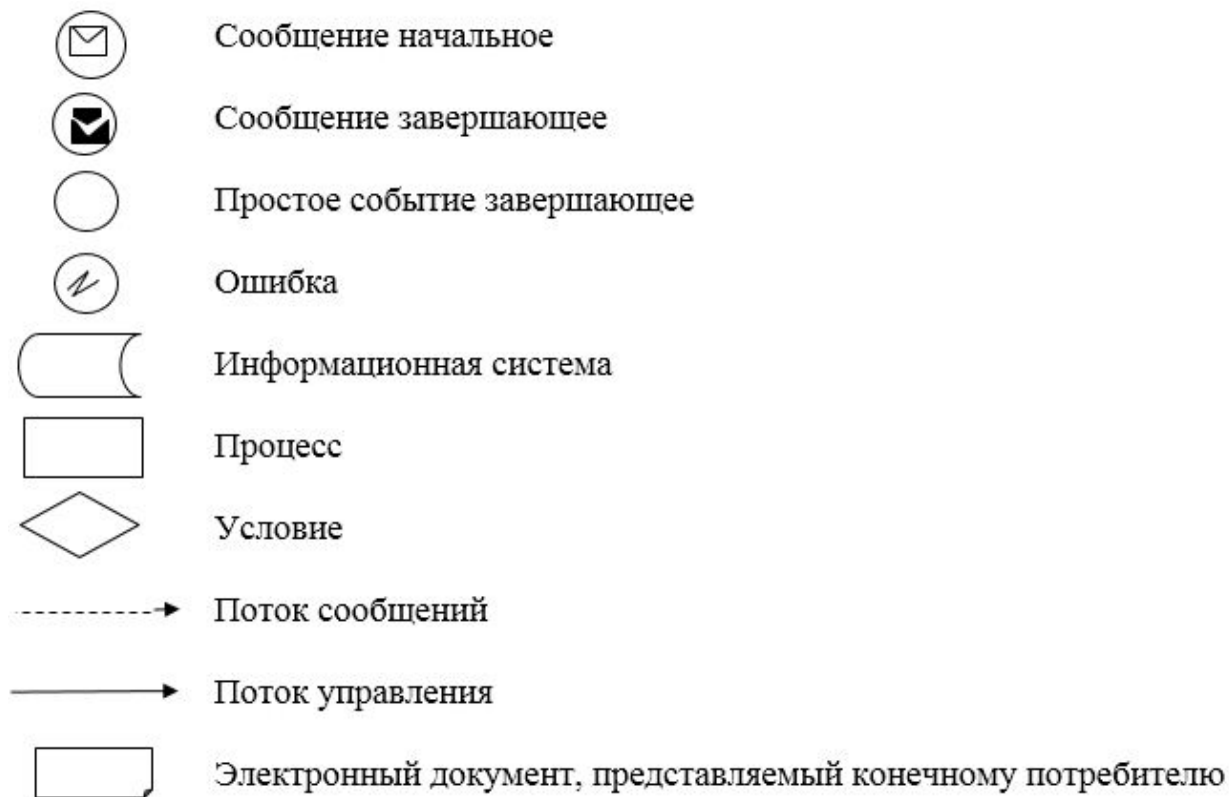 Сообщение начальное
Сообщение завершающее
Простое событие завершающее
Ошибка
Информационная система
Процесс
Условие
Поток сообщений
Поток управления
Электронный документ, представляемый конечному потребителю